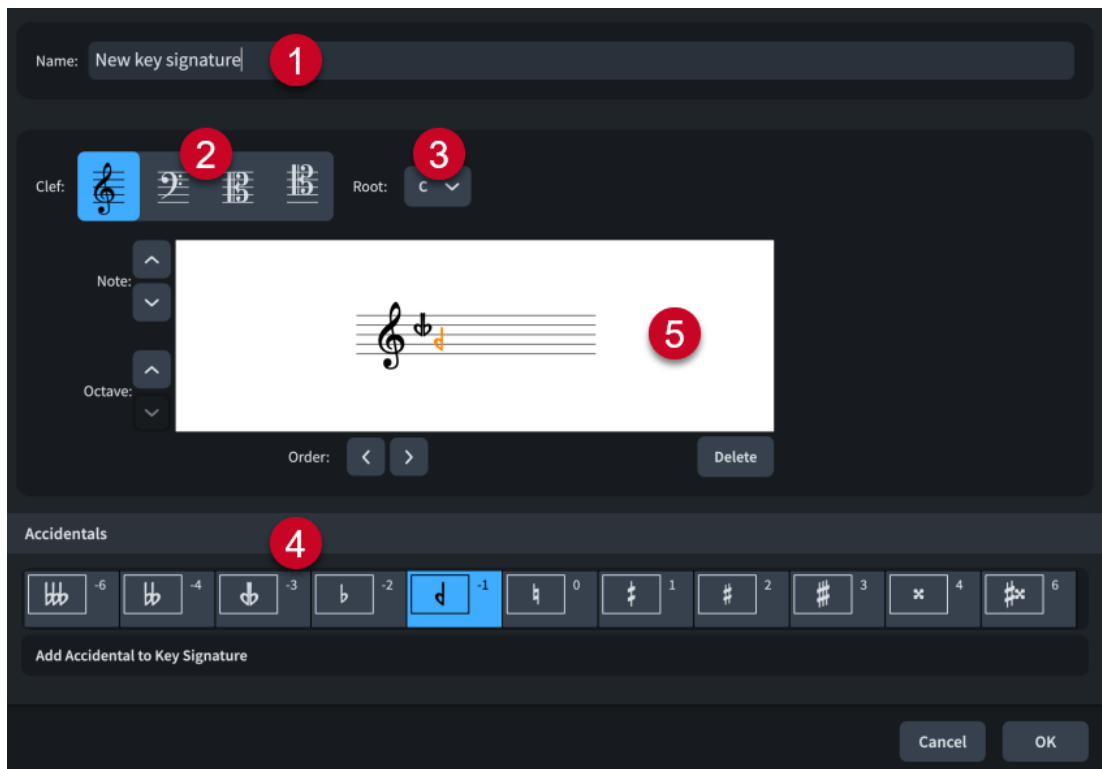 Name: New key signature 1
2 3
Clef: Root: C
Note:
5
Octave:
Order: Delete
Accidentals
4
-6 -4 -3 -2 -1 0 1 2 3 4 6
Add Accidental to Key Signature
Cancel OK